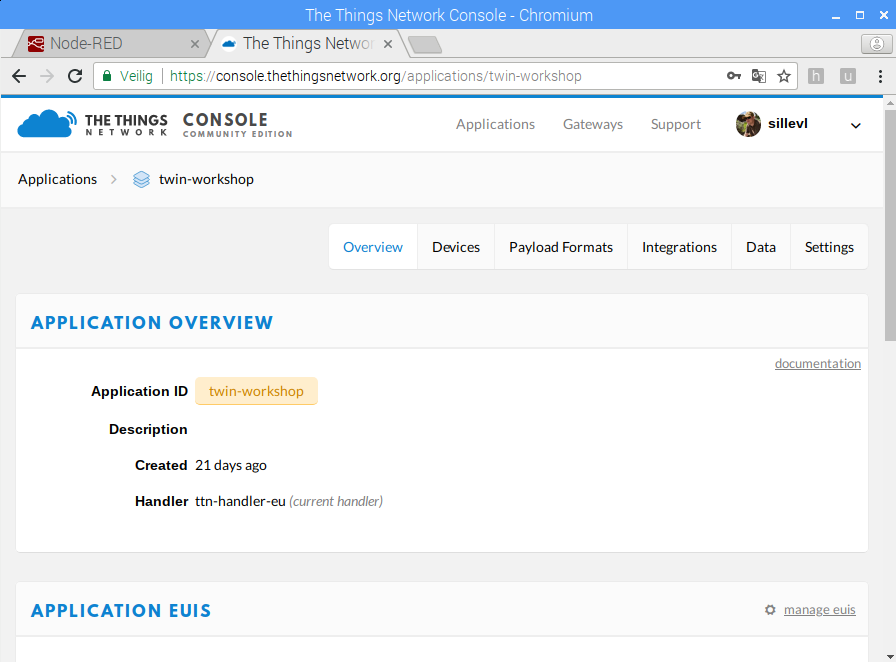 The Things Network Console - Chromium
Node-RED
The Things Networ
Veilig https://console.thethingsnetwork.org/applications/twin-workshop
h u
THE THINGS NETWORK CONSOLE COMMUNITY EDITION
Applications Gateways Support sillevl
Applications twin-workshop
Overview Devices Payload Formats Integrations Data Settings
APPLICATION OVERVIEW
documentation
Application ID twin-workshop
Description
Created 21 days ago
Handler ttn-handler-eu (current handler)
APPLICATION EUIS manage euis